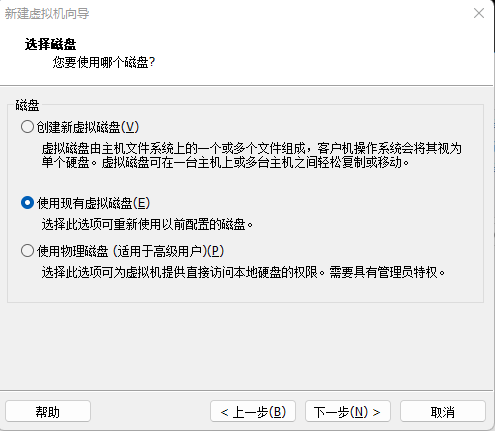 新建虚拟机向导
选择磁盘
您要使用哪个磁盘?
磁盘
创建新虚拟磁盘(V)
虚拟磁盘由主机文件系统上的一个或多个文件组成，客户机操作系统会将其视为
单个硬盘。虚拟磁盘可在一台主机上或多台主机之间轻松复制或移动。
使用现有虚拟磁盘(E)
选择此选项可重新使用以前配置的磁盘。
使用物理磁盘 (适用于高级用户)(P)
选择此选项可为虚拟机提供直接访问本地硬盘的权限。需要具有管理员特权。
帮助
< 上一步(B)
下一步(N) >
取消